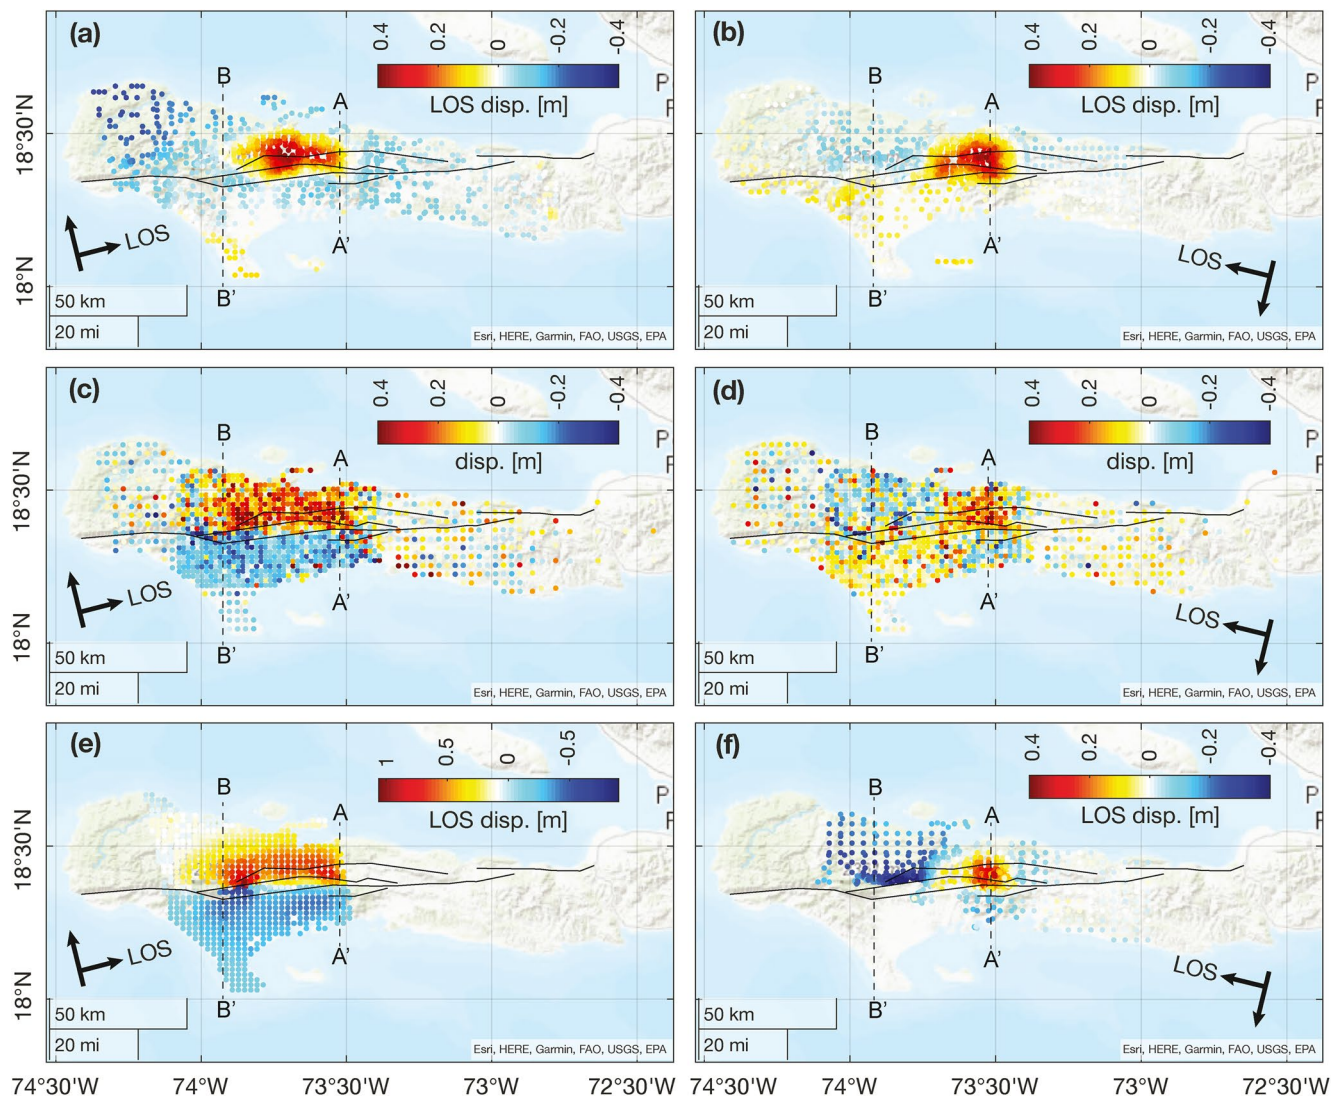 (a)
0.4
0.2
0
-0.2
-0.4
LOS disp. [m]
P
F
B
A
18°30'N
LOS
A'
18°N
50 km
B'
20 mi
Esri, HERE, Garmin, FAO, USGS, EPA
(b)
0.4
0.2
0
-0.2
-0.4
LOS disp. [m]
P
F
B
A
A'
LOS
50 km
B'
20 mi
Esri, HERE, Garmin, FAO, USGS, EPA
(c)
0.4
0.2
0
-0.2
-0.4
disp. [m]
P
F
B
A
18°30'N
LOS
A'
18°N
50 km
B'
20 mi
Esri, HERE, Garmin, FAO, USGS, EPA
(d)
0.4
0.2
0
-0.2
-0.4
disp. [m]
P
F
B
A
A'
LOS
50 km
B'
20 mi
Esri, HERE, Garmin, FAO, USGS, EPA
(e)
1
0.5
0
-0.5
LOS disp. [m]
P
F
B
A
18°30'N
LOS
A'
18°N
50 km
B'
20 mi
Esri, HERE, Garmin, FAO, USGS, EPA
(f)
0.4
0.2
0
-0.2
-0.4
LOS disp. [m]
P
F
B
A
A'
LOS
50 km
B'
20 mi
Esri, HERE, Garmin, FAO, USGS, EPA
74°30'W 74°W 73°30'W 73°W 72°30'W 74°30'W 74°W 73°30'W 73°W 72°30'W